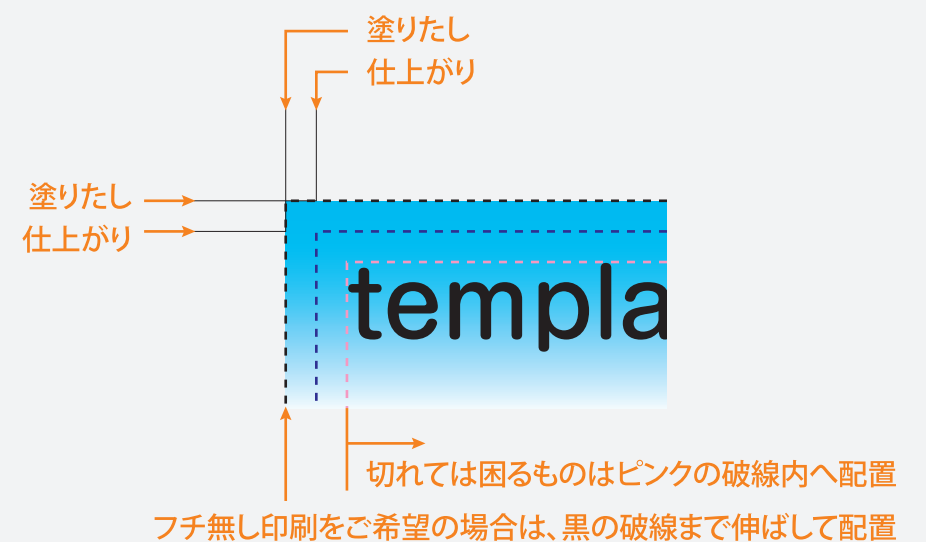 塗りたし
仕上がり
塗りたし
仕上がり
templa
切れては困るものはピンクの破線内へ配置
フチ無し印刷をご希望の場合は、黒の破線まで伸ばして配置